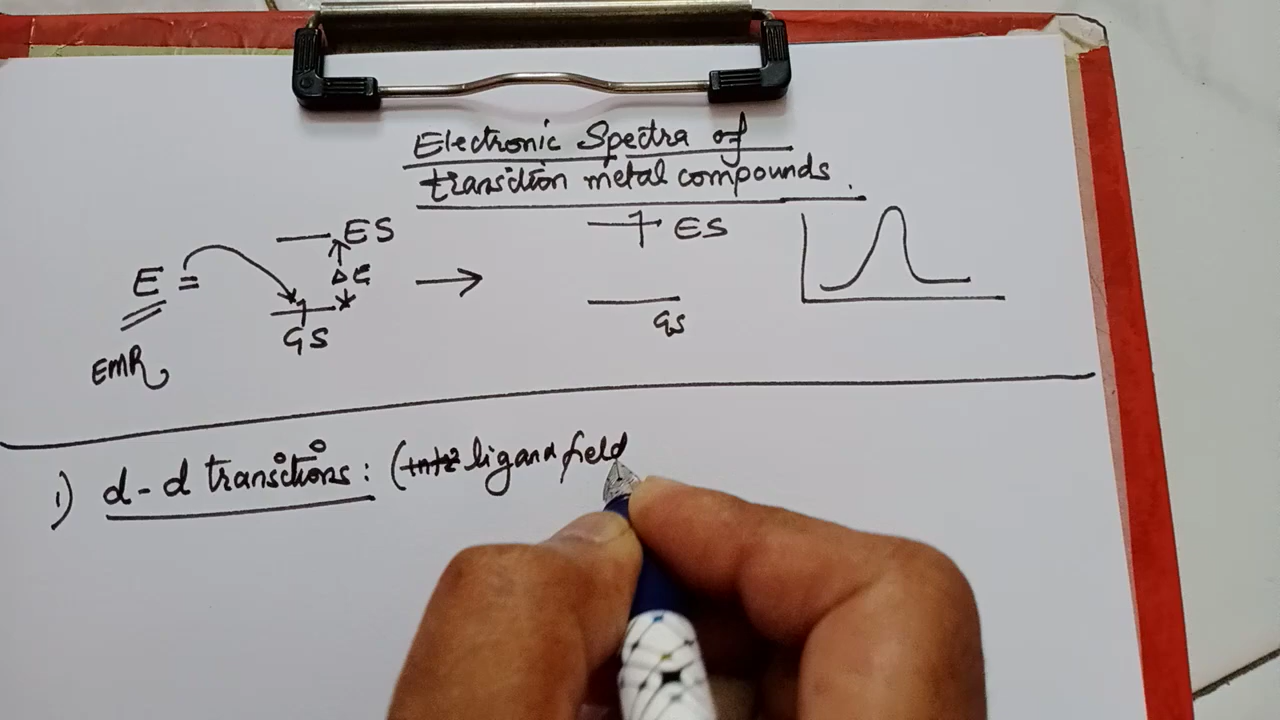 Electronic Spectra of
transition metal compounds.
E = ES
ΔE
GS
EMR
ES
GS
1) d-d transitions: (ligand field